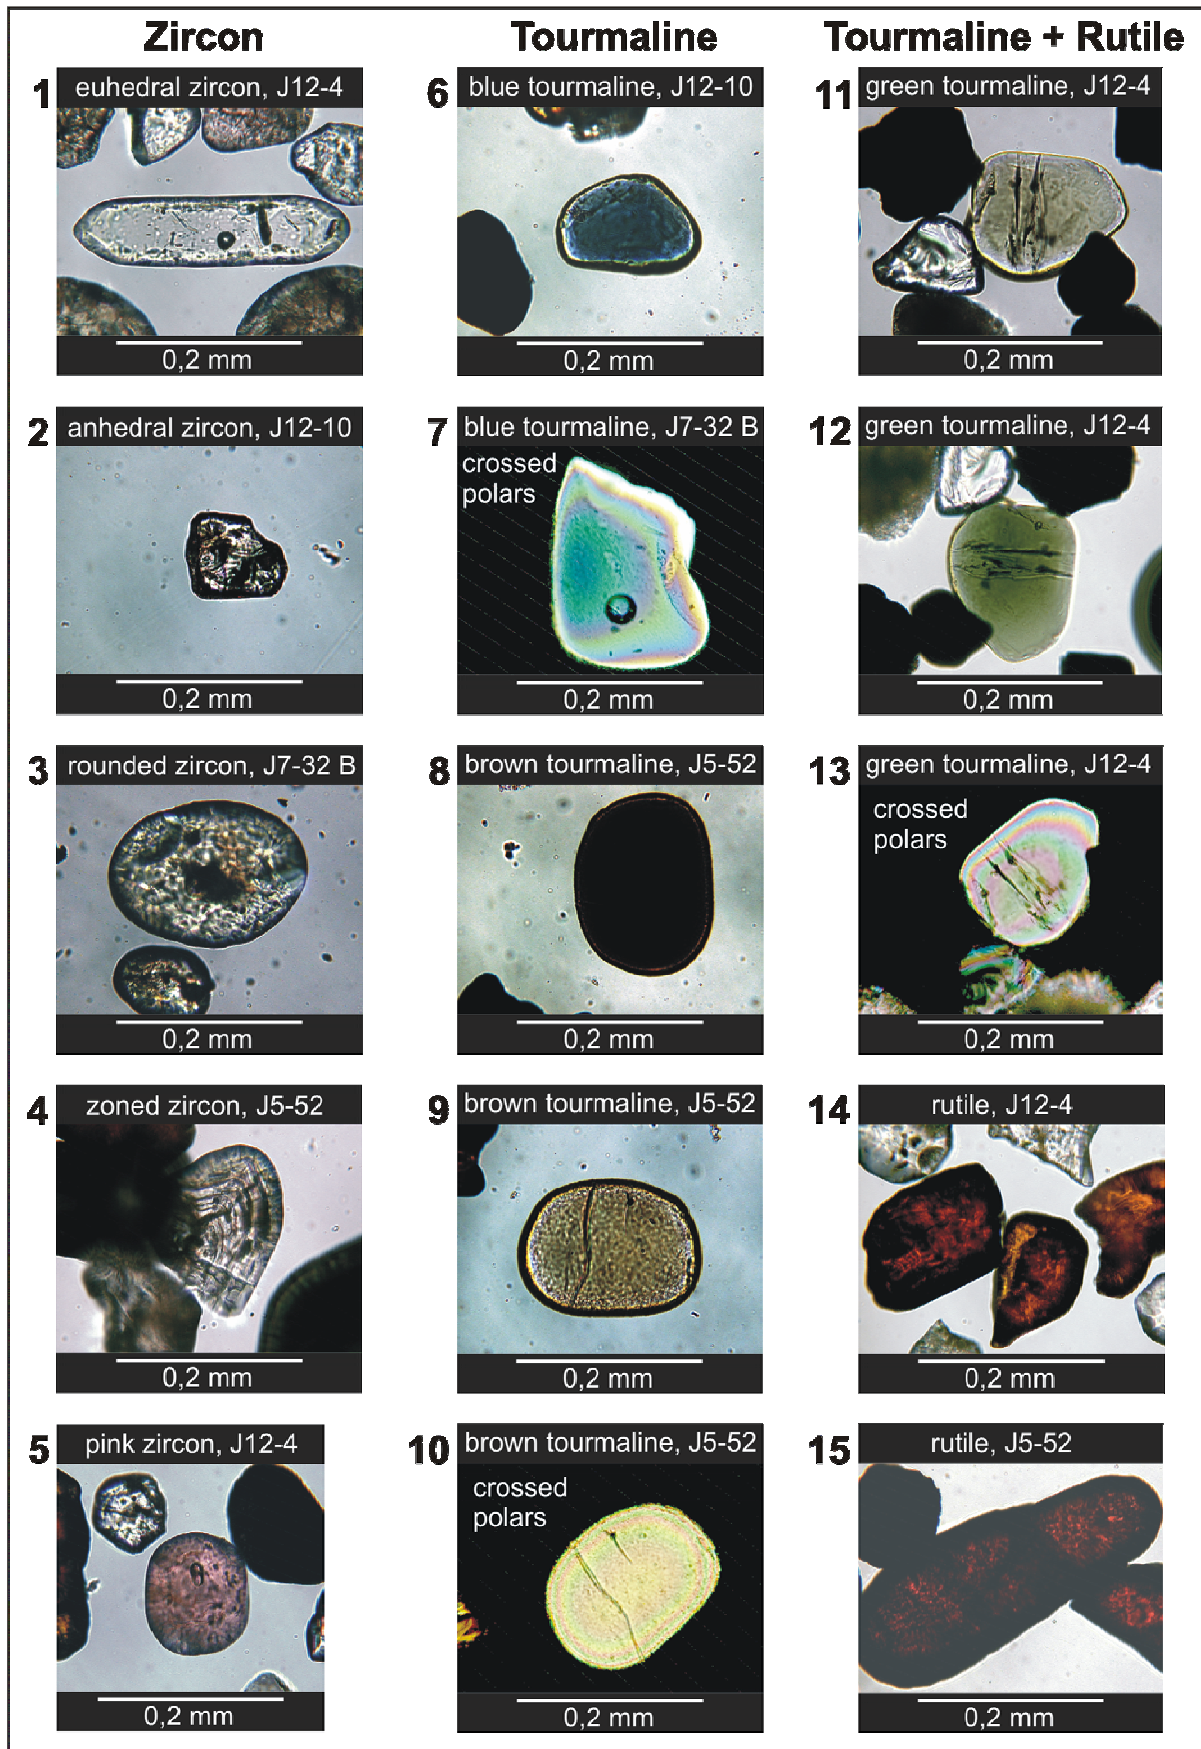 Zircon
1
euhedral zircon, J12-4
0,2 mm
2
anhedral zircon, J12-10
0,2 mm
3
rounded zircon, J7-32 B
0,2 mm
4
zoned zircon, J5-52
0,2 mm
5
pink zircon, J12-4
0,2 mm
Tourmaline
6
blue tourmaline, J12-10
0,2 mm
7
blue tourmaline, J7-32 B
crossed
polars
0,2 mm
8
brown tourmaline, J5-52
0,2 mm
9
brown tourmaline, J5-52
0,2 mm
10
brown tourmaline, J5-52
crossed
polars
0,2 mm
Tourmaline + Rutile
11
green tourmaline, J12-4
0,2 mm
12
green tourmaline, J12-4
0,2 mm
13
green tourmaline, J12-4
crossed
polars
0,2 mm
14
rutile, J12-4
0,2 mm
15
rutile, J5-52
0,2 mm